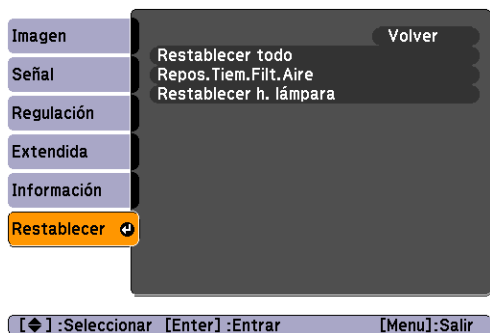 Imagen
Señal
Regulación
Extendida
Información
Restablecer
Volver
Restablecer todo
Repos.Tiem.Filt.Aire
Restablecer h. lámpara
[◆] :Seleccionar [Enter] :Entrar [Menu]:Salir